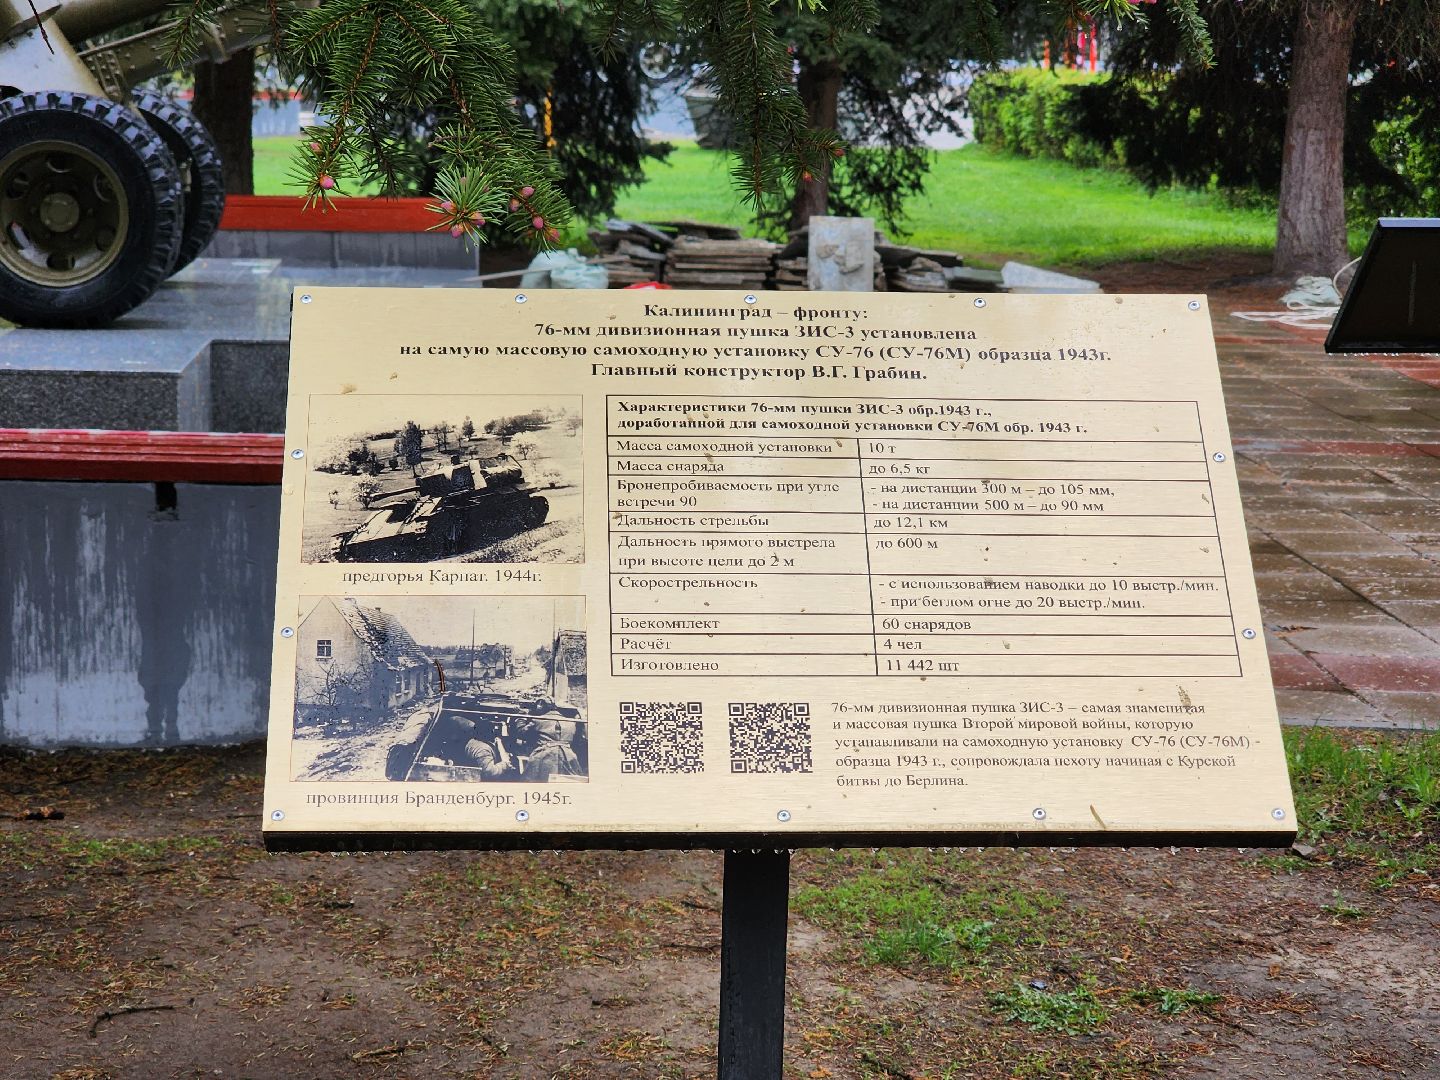 Калининград – фронту:
76-мм дивизионная пушка ЗИС-3 установлена
на самую массовую самоходную установку СУ-76 (СУ-76М) образца 1943г.
Главный конструктор В.Г. Грабин.
предгорья Карпат. 1944г.
провинция Бранденбург. 1945г.
Характеристики 76-мм пушки ЗИС-3 обр.1943 г.,
доработанной для самоходной установки СУ-76М обр. 1943 г.
Масса самоходной установки 10 т
Масса снаряда до 6,5 кг
Бронепробиваемость при угле - на дистанции 300 м – до 105 мм,
встречи 90 - на дистанции 500 м – до 90 мм
Дальность стрельбы до 12,1 км
Дальность прямого выстрела до 600 м
при высоте цели до 2 м
Скорострельность - с использованием наводки до 10 выстр./мин.
- при беглом огне до 20 выстр./мин.
Боекомплект 60 снарядов
Расчёт 4 чел
Изготовлено 11 442 шт
76-мм дивизионная пушка ЗИС-3 – самая знаменитая
и массовая пушка Второй мировой войны, которую
устанавливали на самоходную установку СУ-76 (СУ-76М) -
образца 1943 г., сопровождала пехоту начиная с Курской
битвы до Берлина.